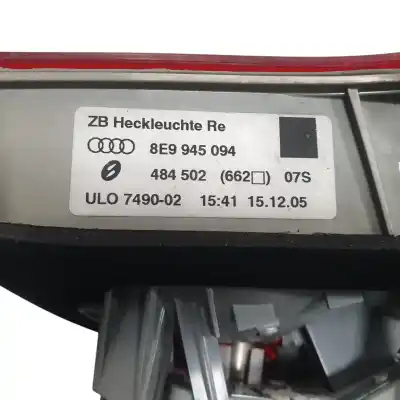 ZB Heckleuchte Re
8E9 945 094
484 502 (662□) 07S
ULO 7490-02 15:41 15.12.05